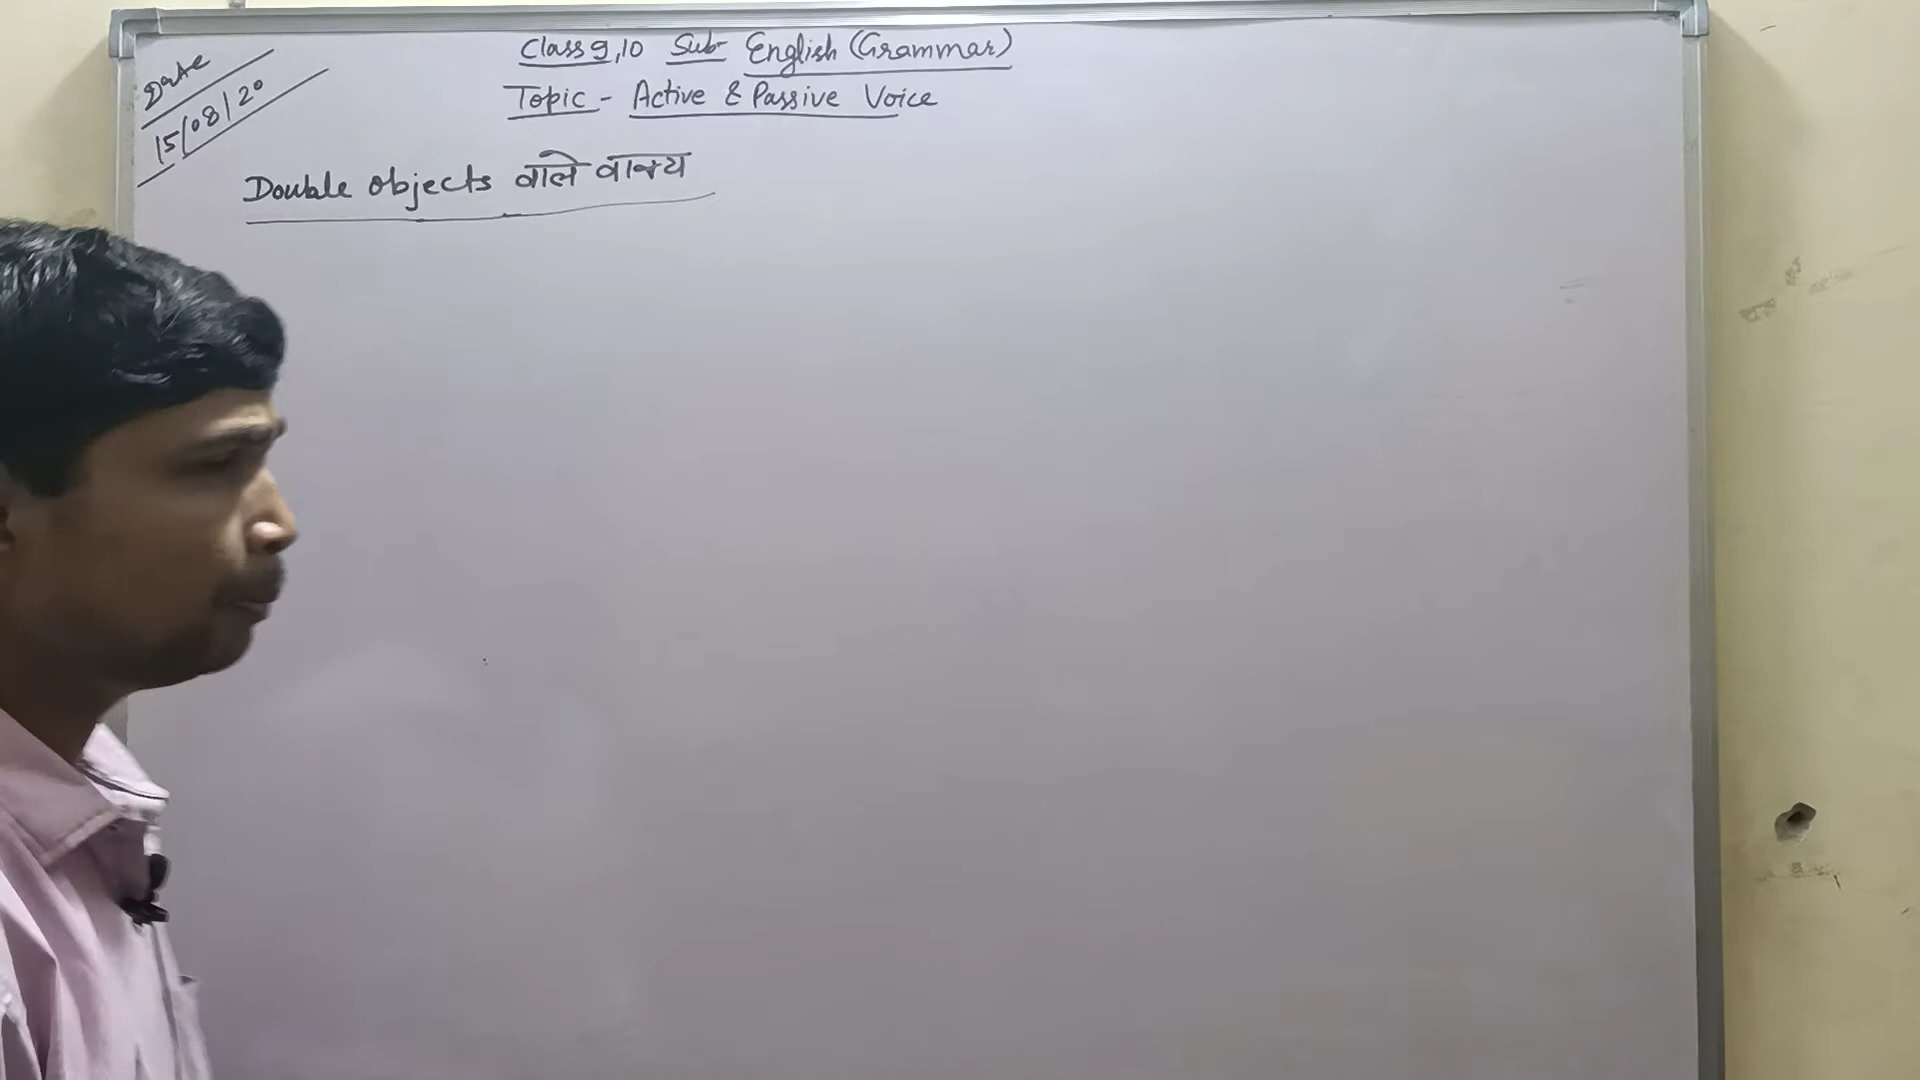 Date
15/08/20
Class 9,10 Sub- English (Grammar)
Topic - Active & Passive Voice
Double objects वाले वाक्य